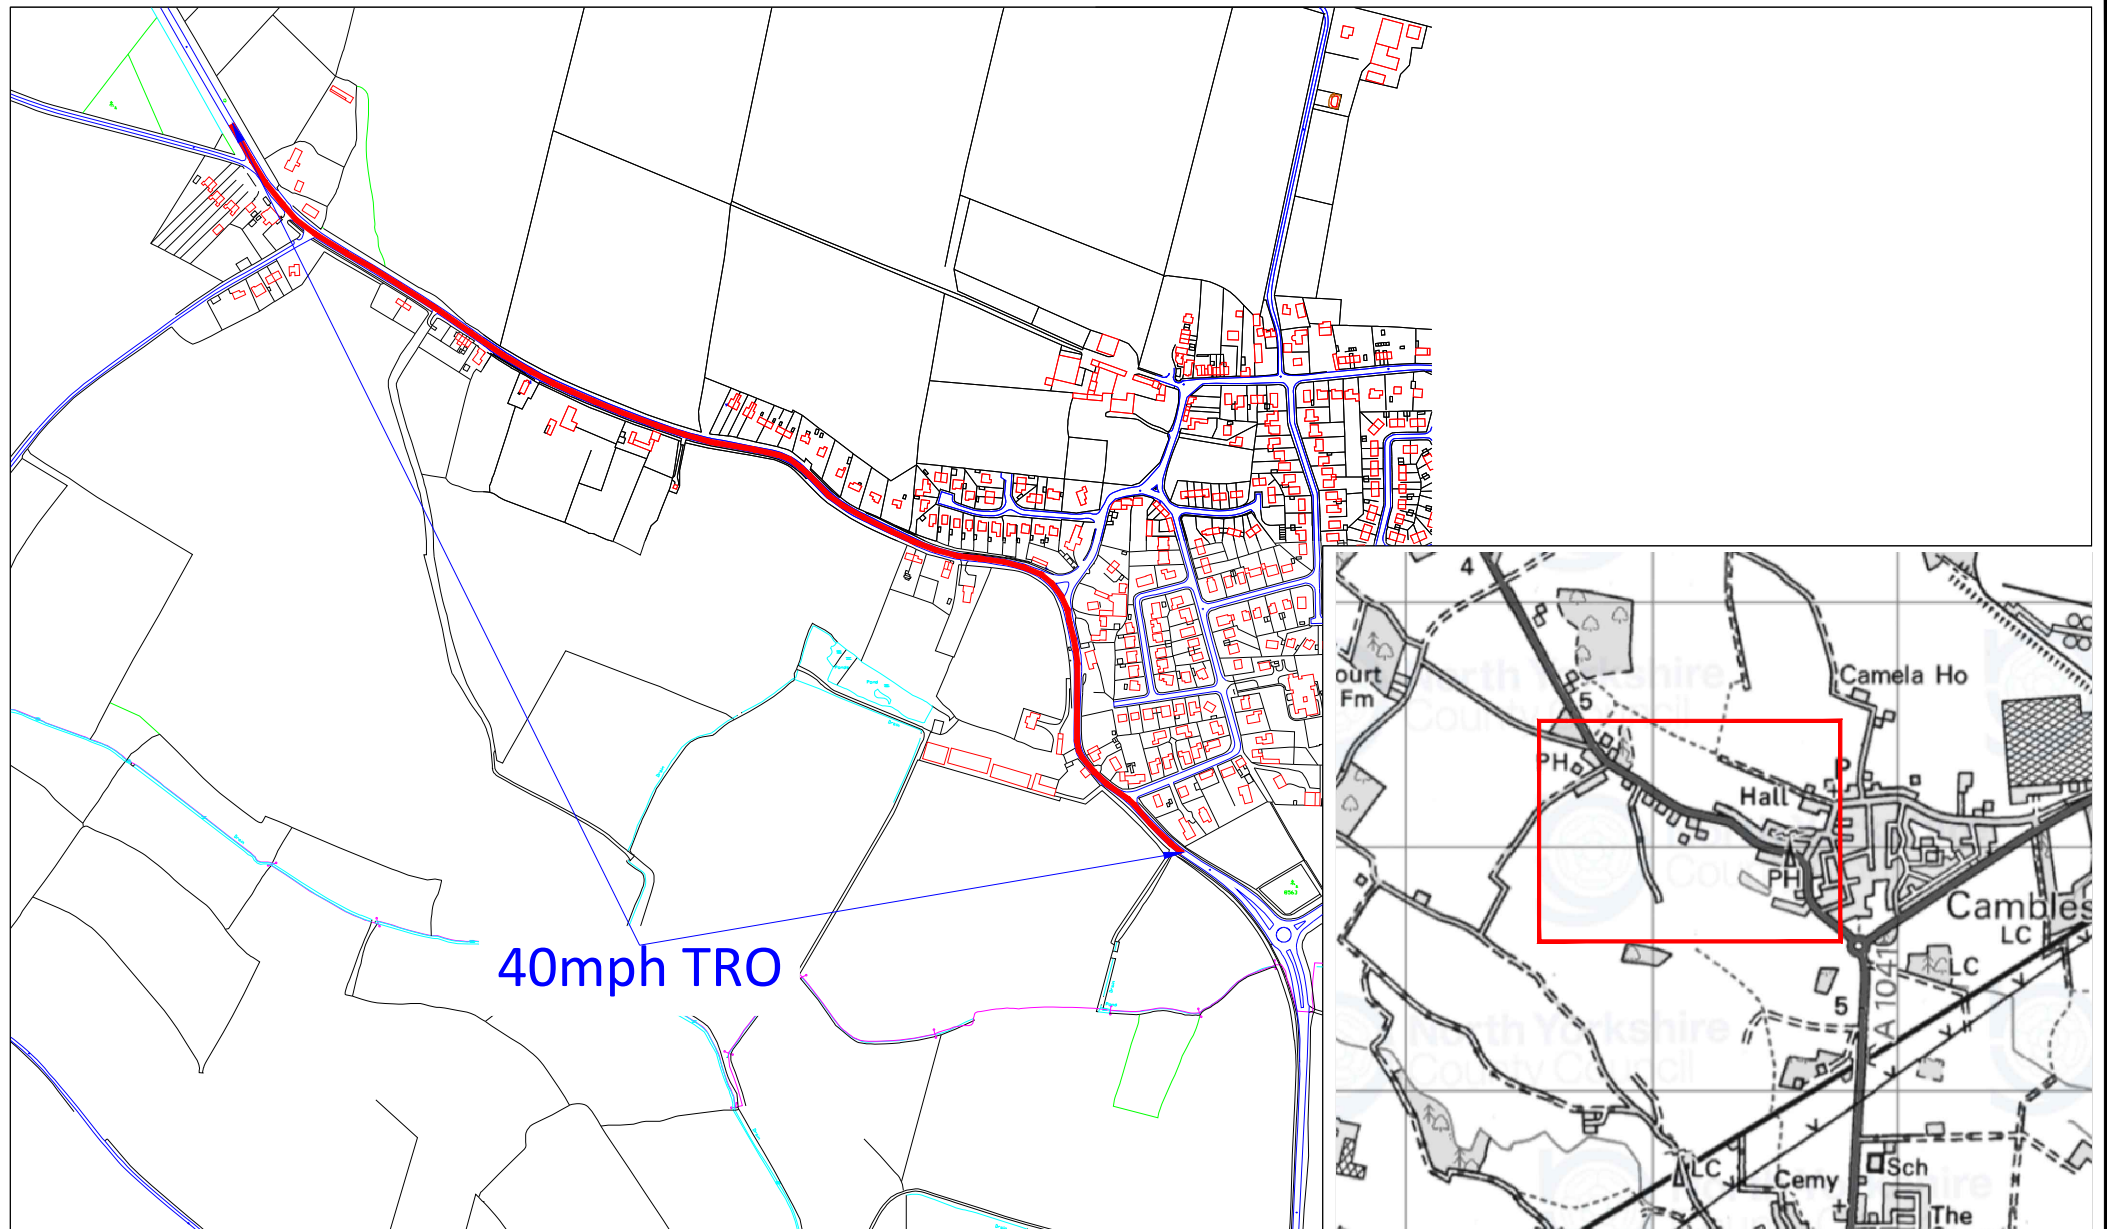 40mph TRO
4
ourt
Fm
Camela Ho
5
PH
P
Hall
PH
Cambles
LC
LC
A 1041
5
LC
Cemy
Sch
The
North Yorkshire
County Council
North Yorkshire
County Council